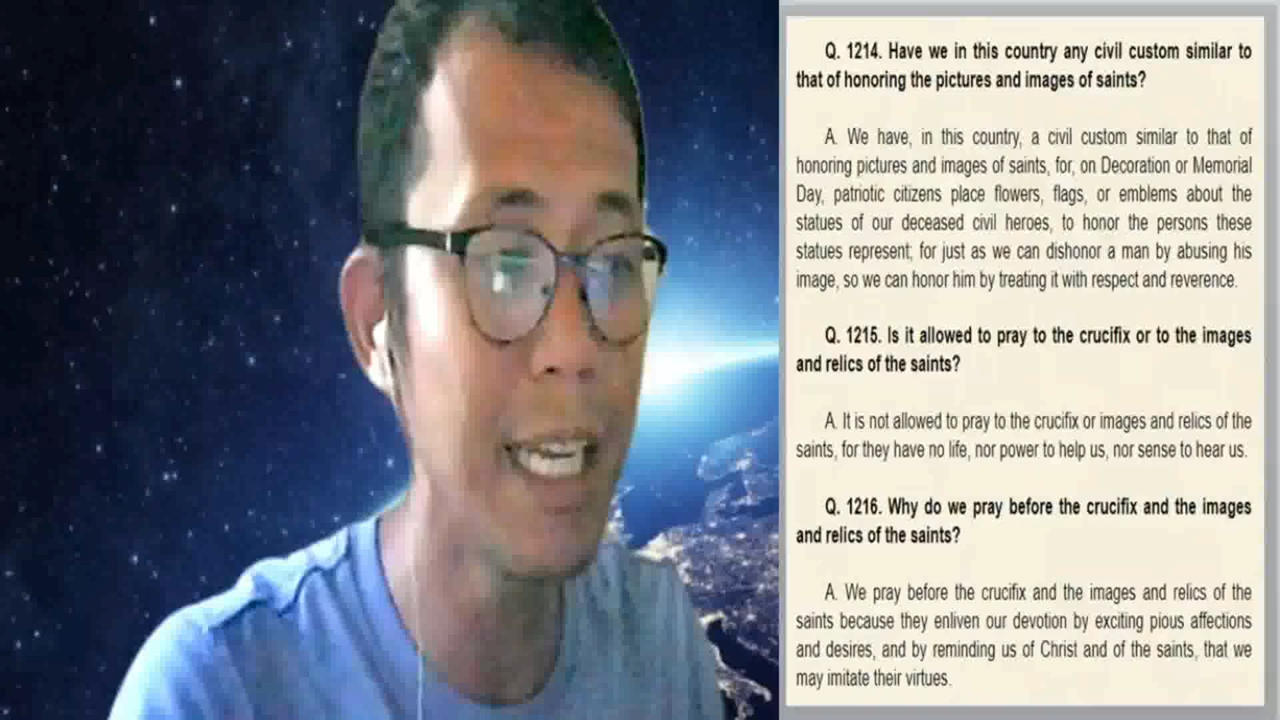 Q. 1214. Have we in this country any civil custom similar to
that of honoring the pictures and images of saints?
A. We have, in this country, a civil custom similar to that of
honoring pictures and images of saints, for, on Decoration or Memorial
Day, patriotic citizens place flowers, flags, or emblems about the
statues of our deceased civil heroes, to honor the persons these
statues represent; for just as we can dishonor a man by abusing his
image, so we can honor him by treating it with respect and reverence.
Q. 1215. Is it allowed to pray to the crucifix or to the images
and relics of the saints?
A. It is not allowed to pray to the crucifix or images and relics of the
saints, for they have no life, nor power to help us, nor sense to hear us.
Q. 1216. Why do we pray before the crucifix and the images
and relics of the saints?
A. We pray before the crucifix and the images and relics of the
saints because they enliven our devotion by exciting pious affections
and desires, and by reminding us of Christ and of the saints, that we
may imitate their virtues.